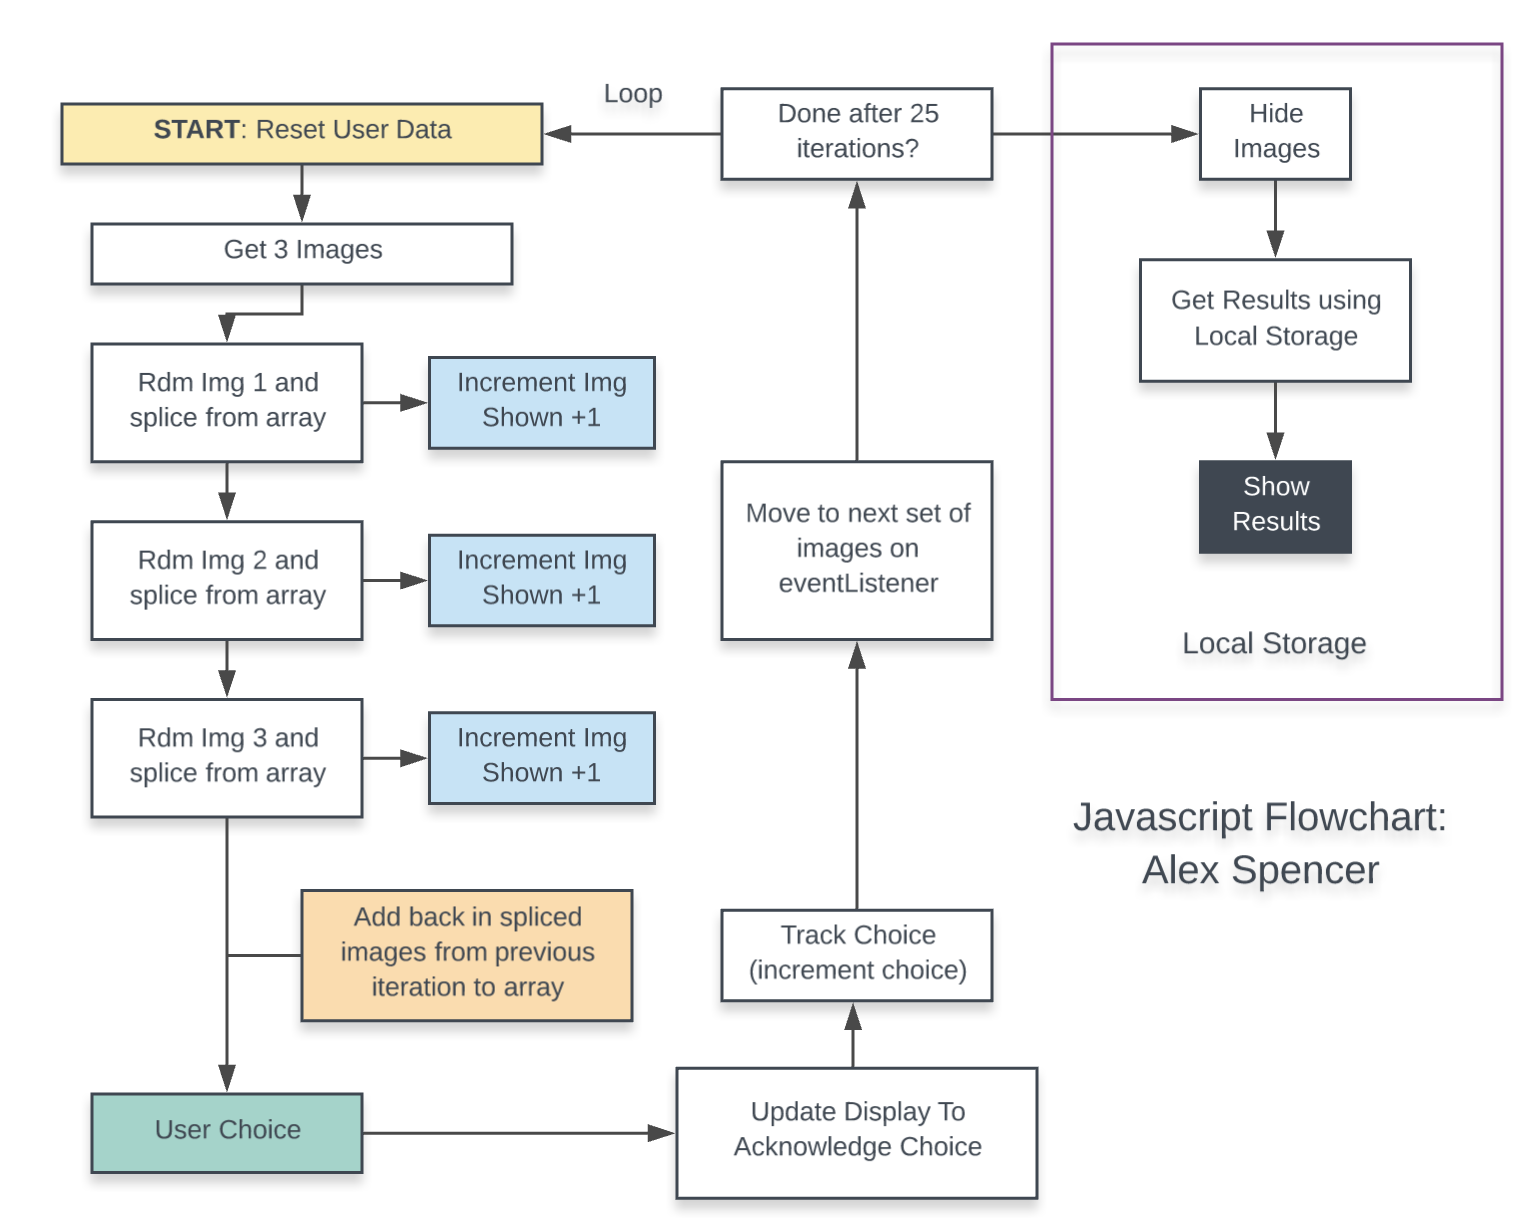 START: Reset User Data
Get 3 Images
Rdm Img 1 and
splice from array
Increment Img
Shown +1
Rdm Img 2 and
splice from array
Increment Img
Shown +1
Rdm Img 3 and
splice from array
Increment Img
Shown +1
Add back in spliced
images from previous
iteration to array
User Choice
Update Display To
Acknowledge Choice
Track Choice
(increment choice)
Move to next set of
images on
eventListener
Done after 25
iterations?
Loop
Hide
Images
Get Results using
Local Storage
Show
Results
Local Storage
Javascript Flowchart:
Alex Spencer